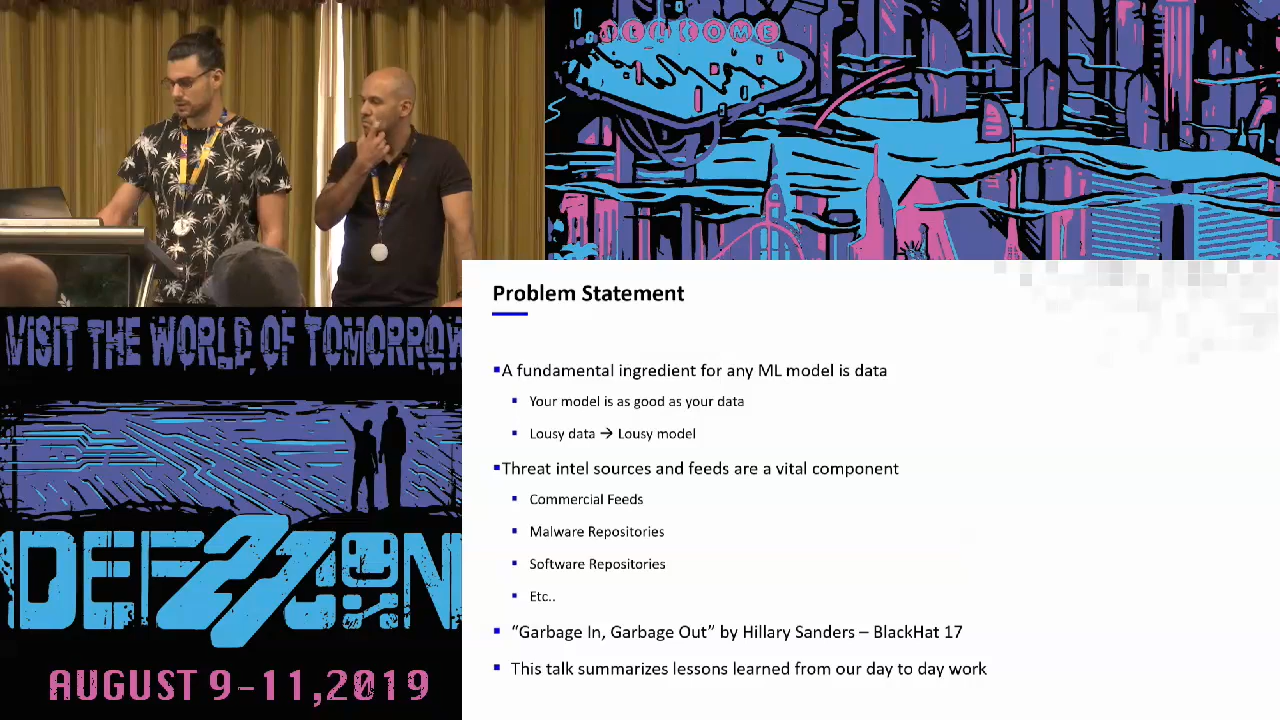 WELCOME
Problem Statement
▪A fundamental ingredient for any ML model is data
▪ Your model is as good as your data
▪ Lousy data → Lousy model
▪Threat intel sources and feeds are a vital component
▪ Commercial Feeds
▪ Malware Repositories
▪ Software Repositories
▪ Etc..
▪ “Garbage In, Garbage Out” by Hillary Sanders – BlackHat 17
▪ This talk summarizes lessons learned from our day to day work
VISIT THE WORLD OF TOMORROW
DEF 27 CON
AUGUST 9-11,2019